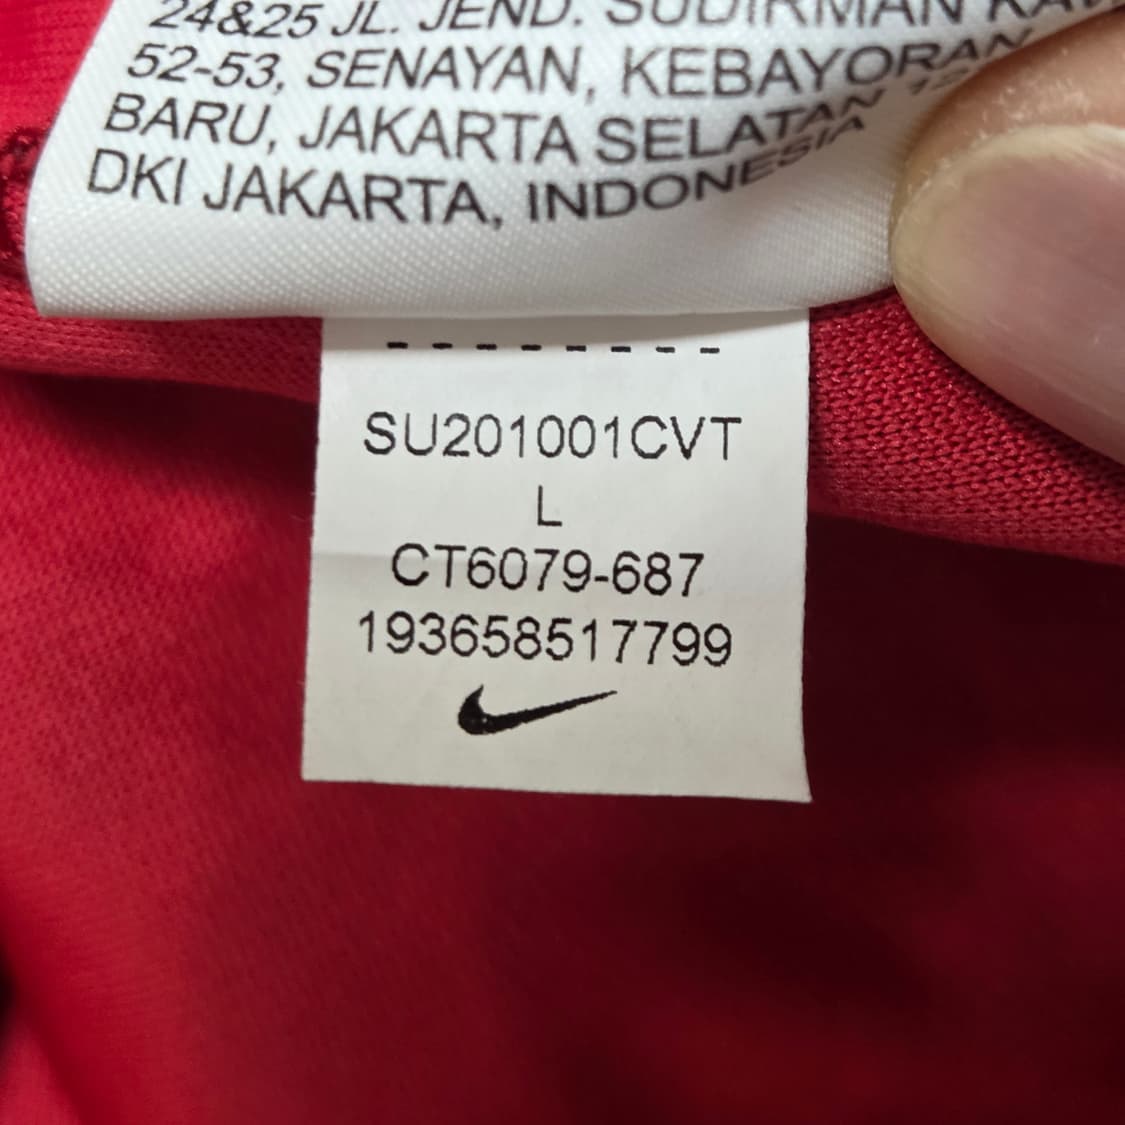 24&25 JL. JEND. SUDIRMAN
52-53, SENAYAN, KEBAYORAN
BARU, JAKARTA SELATAN
DKI JAKARTA, INDONESIA
--------
SU201001CVT
L
CT6079-687
193658517799